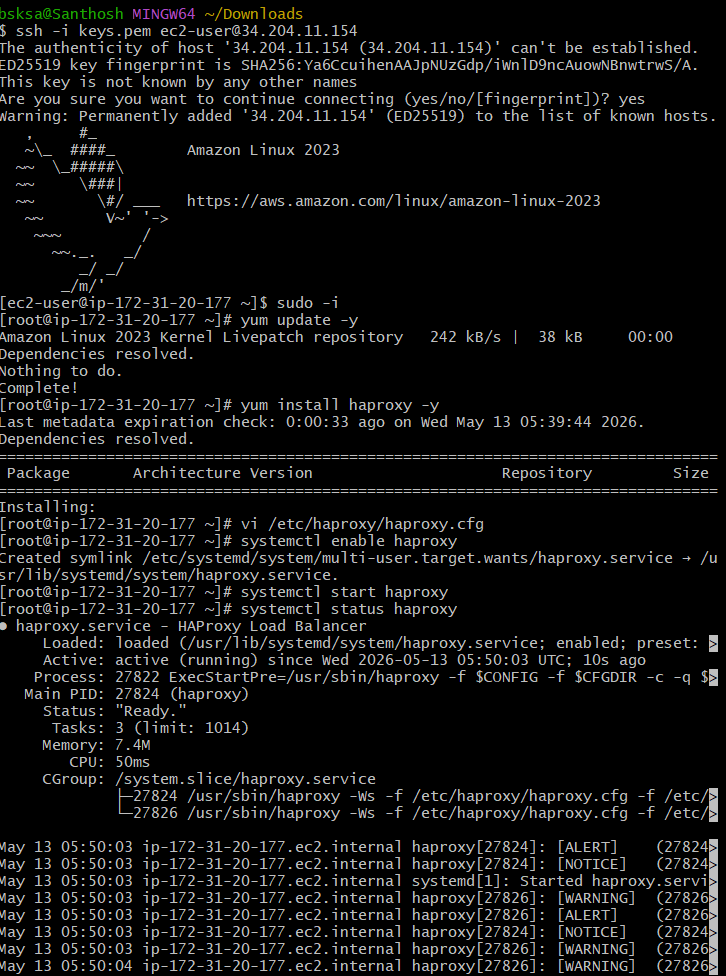 bsksa@Santhosh MINGW64 ~/Downloads
$ ssh -i keys.pem ec2-user@34.204.11.154
The authenticity of host '34.204.11.154 (34.204.11.154)' can't be established.
ED25519 key fingerprint is SHA256:Ya6CcuihenAAJpNUzGdp/iWnlD9ncAuowNBnwtrwS/A.
This key is not known by any other names
Are you sure you want to continue connecting (yes/no/[fingerprint])? yes
Warning: Permanently added '34.204.11.154' (ED25519) to the list of known hosts.
   ,     #_
   ~\_  ####_        Amazon Linux 2023
  ~~  \_#####\
  ~~     \###|
  ~~       \#/ ___   https://aws.amazon.com/linux/amazon-linux-2023
   ~~       V~' '->
    ~~~         /
      ~~._.   _/
         _/ _/
       _/m/'
[ec2-user@ip-172-31-20-177 ~]$ sudo -i
[root@ip-172-31-20-177 ~]# yum update -y
Amazon Linux 2023 Kernel Livepatch repository   242 kB/s |  38 kB     00:00
Dependencies resolved.
Nothing to do.
Complete!
[root@ip-172-31-20-177 ~]# yum install haproxy -y
Last metadata expiration check: 0:00:33 ago on Wed May 13 05:39:44 2026.
Dependencies resolved.
================================================================================
 Package       Architecture Version                     Repository         Size
================================================================================
Installing:
[root@ip-172-31-20-177 ~]# vi /etc/haproxy/haproxy.cfg
[root@ip-172-31-20-177 ~]# systemctl enable haproxy
Created symlink /etc/systemd/system/multi-user.target.wants/haproxy.service → /u
sr/lib/systemd/system/haproxy.service.
[root@ip-172-31-20-177 ~]# systemctl start haproxy
[root@ip-172-31-20-177 ~]# systemctl status haproxy
● haproxy.service - HAProxy Load Balancer
     Loaded: loaded (/usr/lib/systemd/system/haproxy.service; enabled; preset: >
     Active: active (running) since Wed 2026-05-13 05:50:03 UTC; 10s ago
    Process: 27822 ExecStartPre=/usr/sbin/haproxy -f $CONFIG -f $CFGDIR -c -q $>
   Main PID: 27824 (haproxy)
     Status: "Ready."
      Tasks: 3 (limit: 1014)
     Memory: 7.4M
        CPU: 50ms
     CGroup: /system.slice/haproxy.service
             ├─27824 /usr/sbin/haproxy -Ws -f /etc/haproxy/haproxy.cfg -f /etc/>
             └─27826 /usr/sbin/haproxy -Ws -f /etc/haproxy/haproxy.cfg -f /etc/>
May 13 05:50:03 ip-172-31-20-177.ec2.internal haproxy[27824]: [ALERT]    (27824>
May 13 05:50:03 ip-172-31-20-177.ec2.internal haproxy[27824]: [NOTICE]   (27824>
May 13 05:50:03 ip-172-31-20-177.ec2.internal systemd[1]: Started haproxy.servi>
May 13 05:50:03 ip-172-31-20-177.ec2.internal haproxy[27826]: [WARNING]  (27826>
May 13 05:50:03 ip-172-31-20-177.ec2.internal haproxy[27826]: [ALERT]    (27826>
May 13 05:50:03 ip-172-31-20-177.ec2.internal haproxy[27824]: [NOTICE]   (27824>
May 13 05:50:03 ip-172-31-20-177.ec2.internal haproxy[27826]: [WARNING]  (27826>
May 13 05:50:04 ip-172-31-20-177.ec2.internal haproxy[27826]: [WARNING]  (27826>